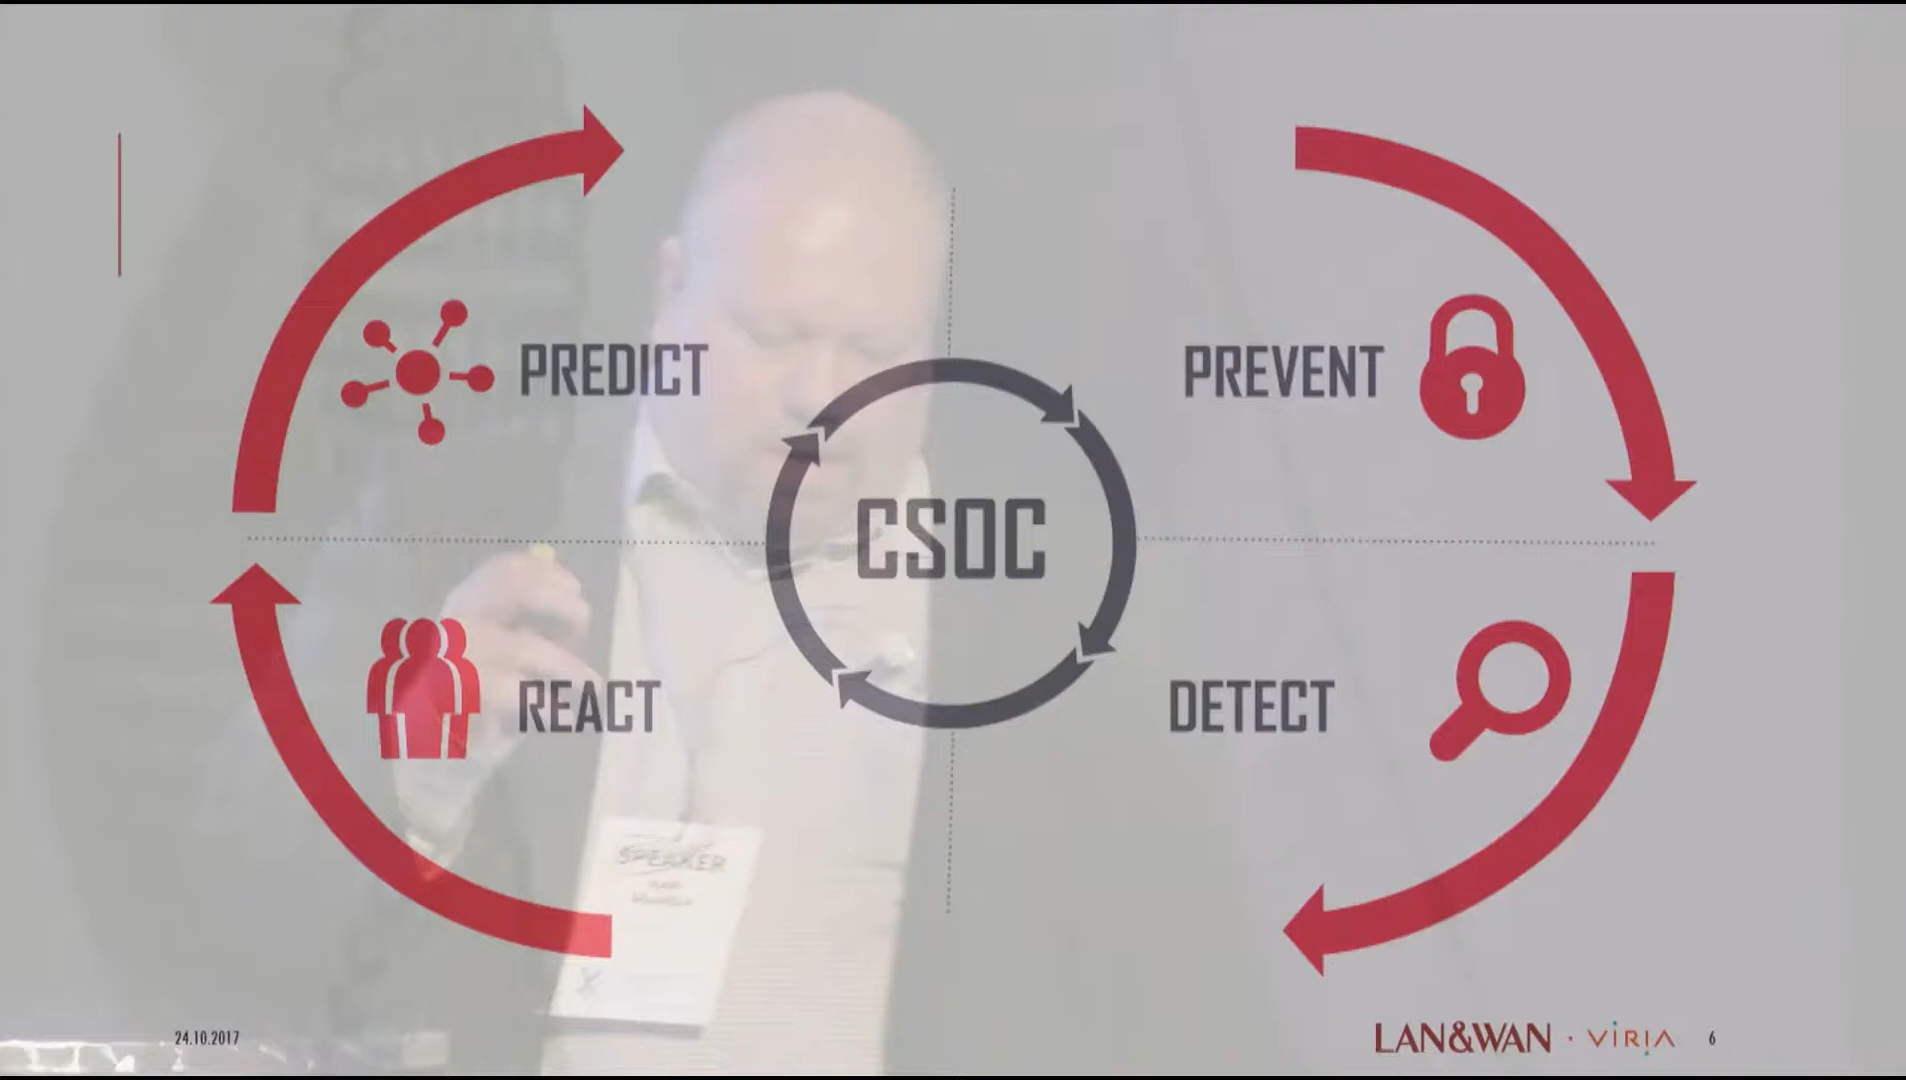 PREDICT
PREVENT
CSOC
REACT
DETECT
SPEAKER
24.10.2017
LAN&WAN · VIRIA
6